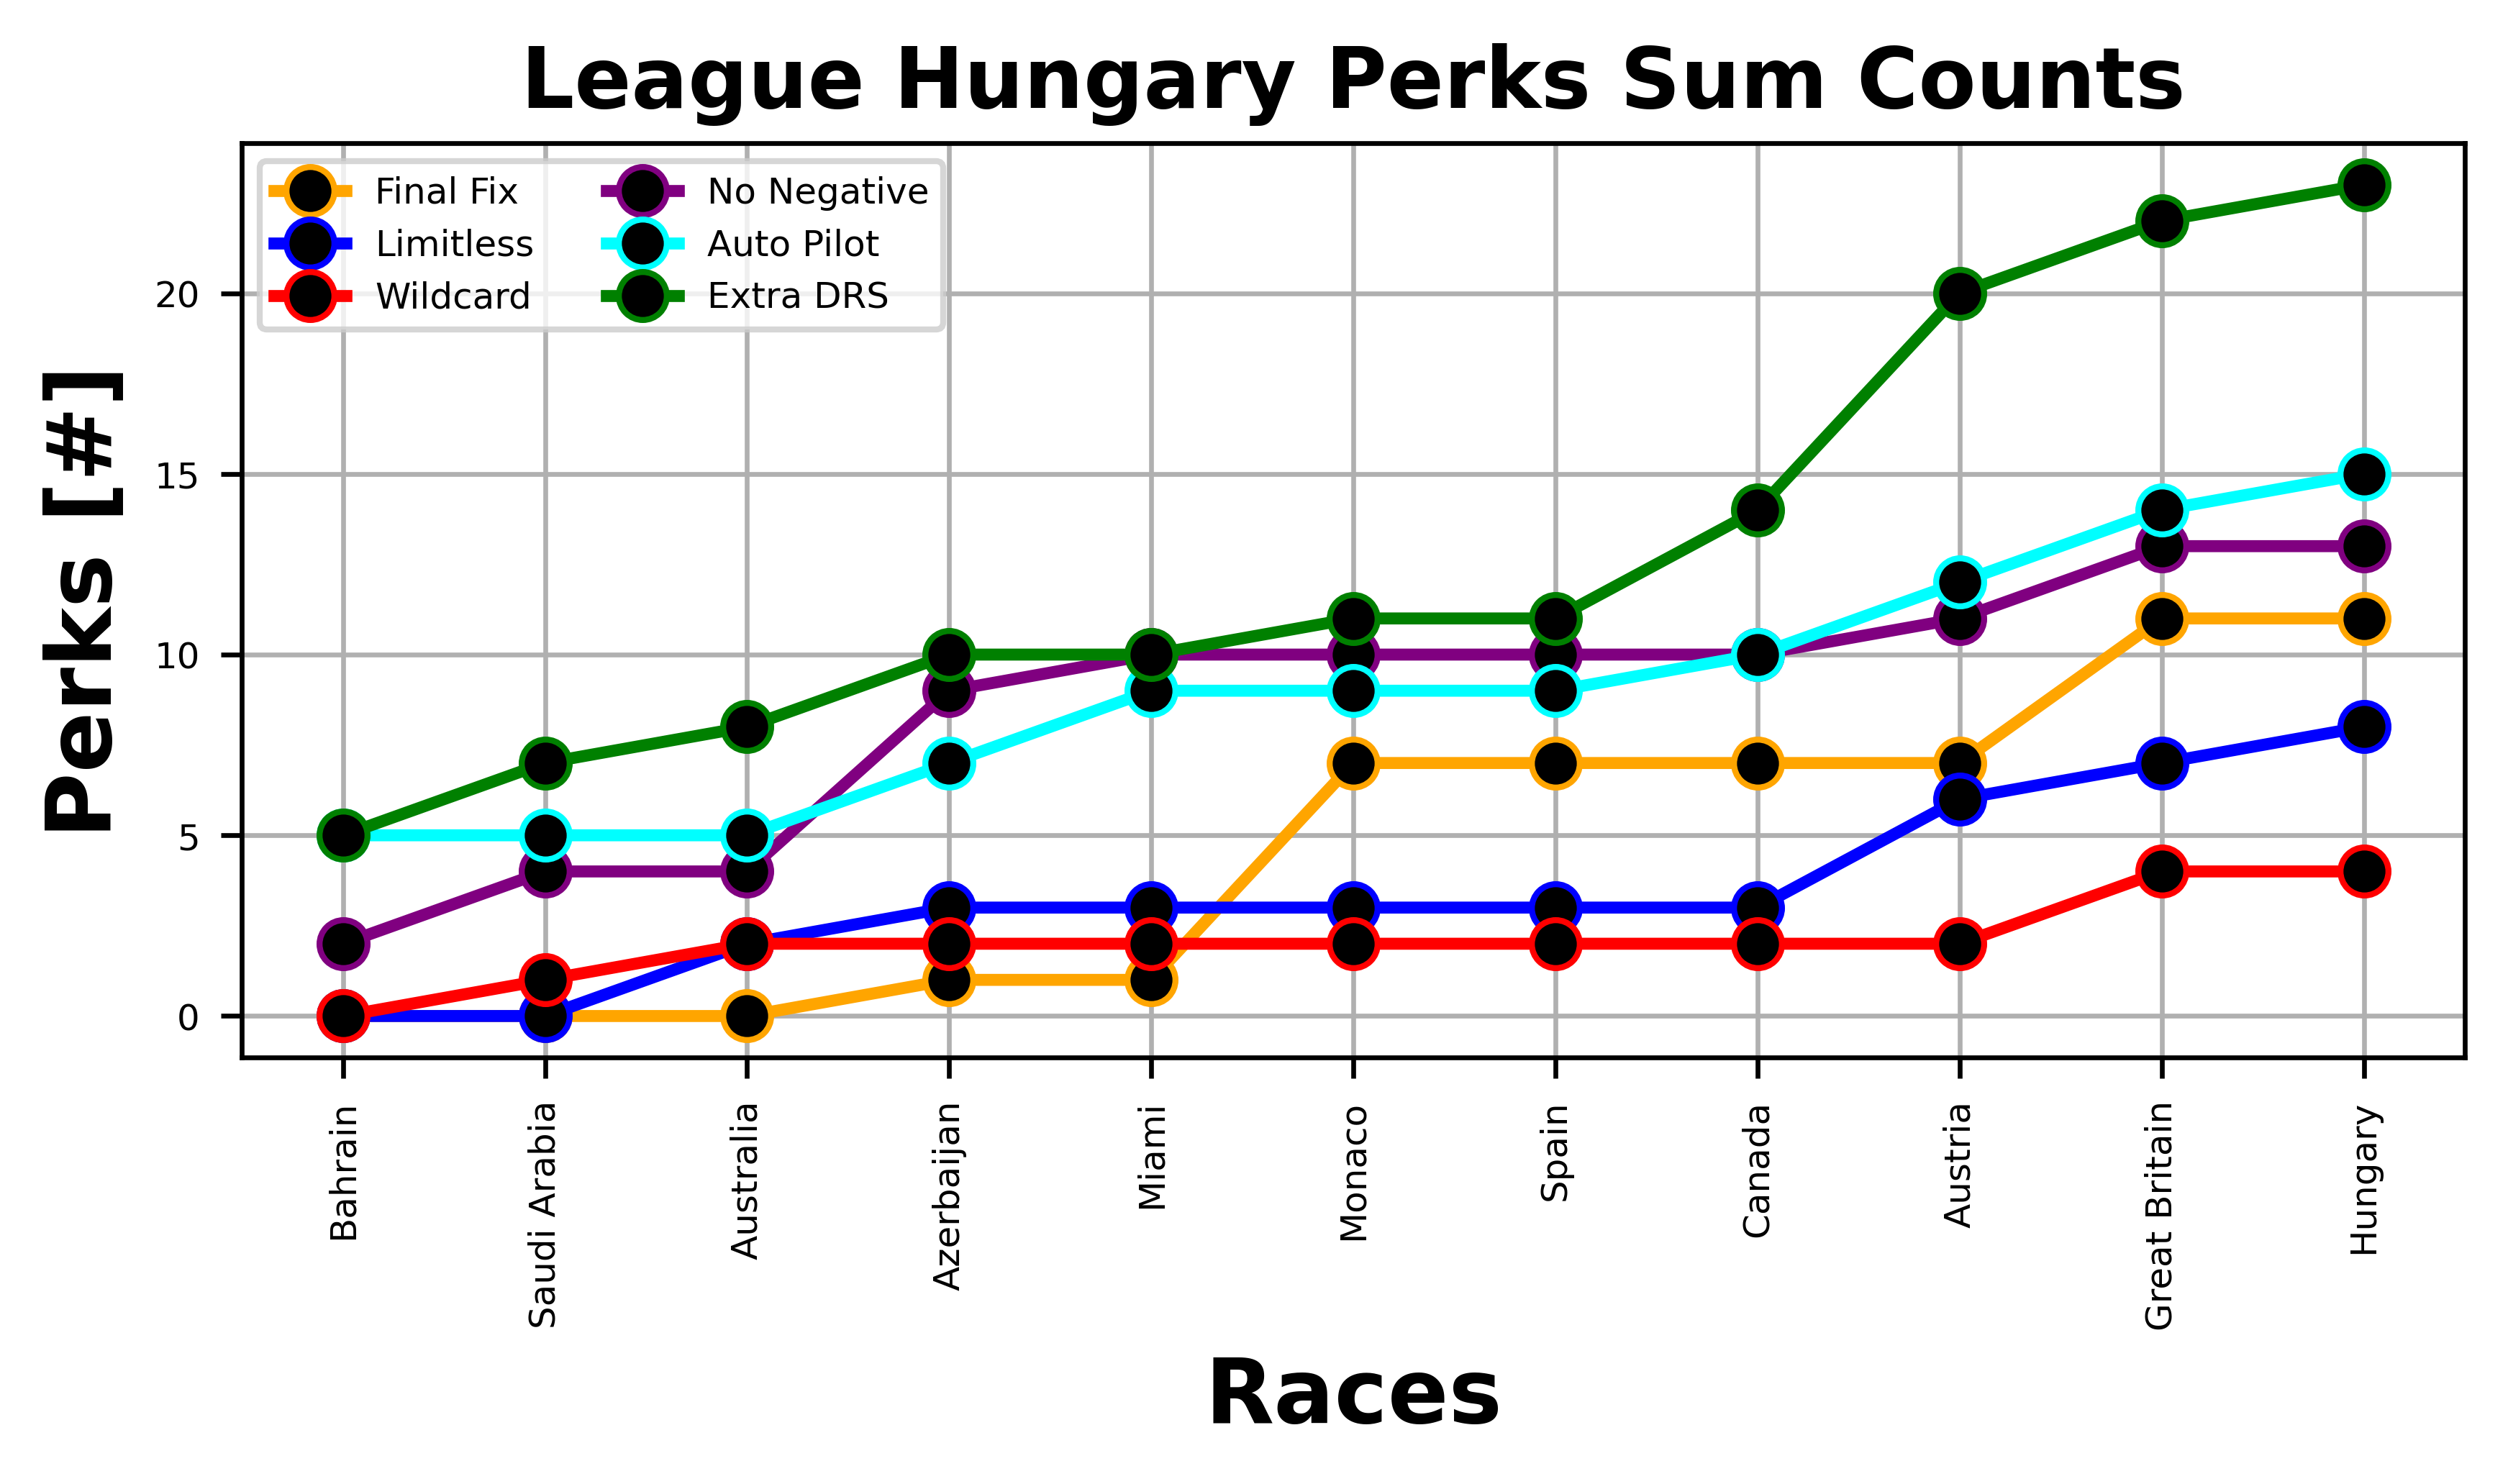 League Hungary Perks Sum Counts
Final Fix
Limitless
Wildcard
No Negative
Auto Pilot
Extra DRS
Perks [#]
20
15
10
5
0
Bahrain
Saudi Arabia
Australia
Azerbaijan
Miami
Monaco
Spain
Canada
Austria
Great Britain
Hungary
Races